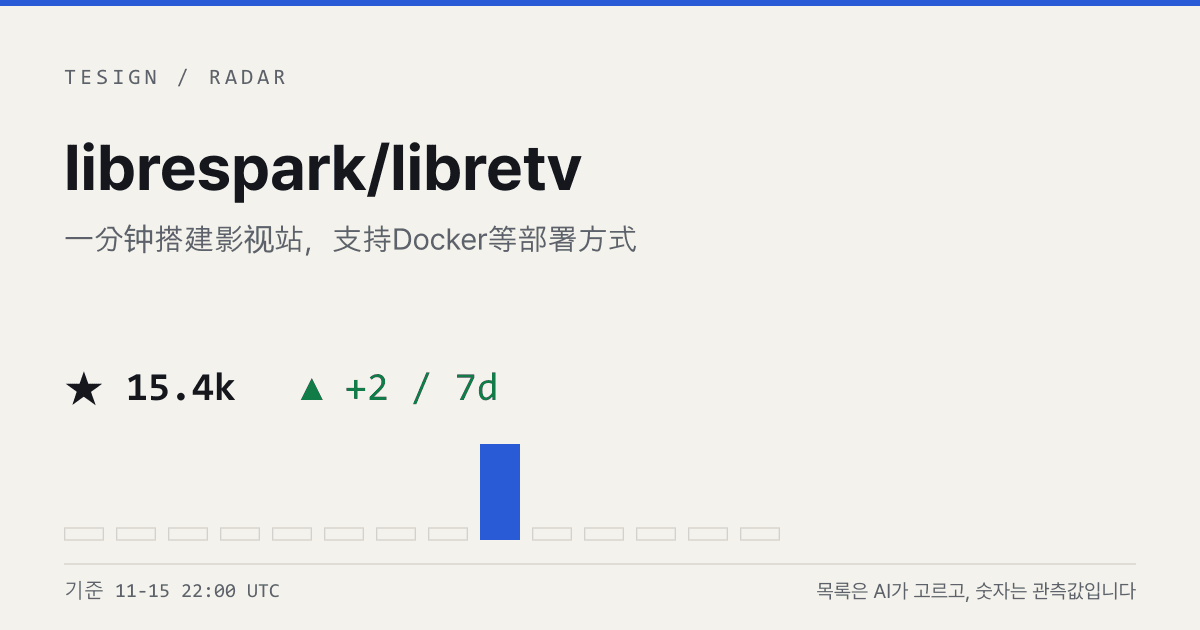 TESIGN / RADAR
librespark/libretv
一分钟搭建影视站，支持Docker等部署方式
★ 15.4k ▲ +2 / 7d
기준 11-15 22:00 UTC
목록은 AI가 고르고, 숫자는 관측값입니다